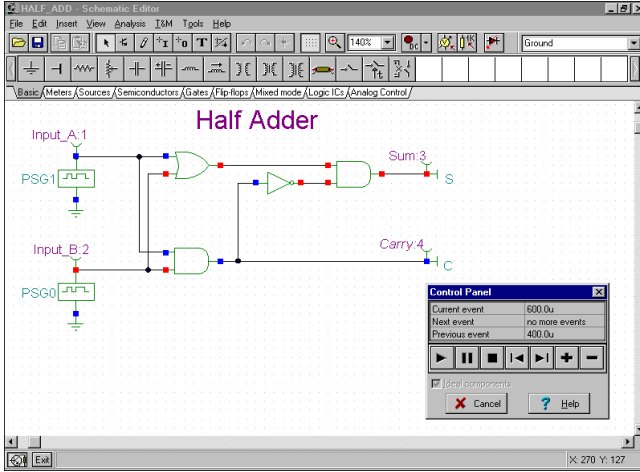 HALF_ADD - Schematic Editor
File Edit Insert View Analysis T&M Tools Help
140% Ground
Basic Meters Sources Semiconductors Gates Flip-flops Mixed mode Logic ICs Analog Control
Half Adder
Input_A:1
Sum:3
PSG1
S
Input_B:2
Carry:4
C
PSG0
Control Panel
Current event 600.0u
Next event no more events
Previous event 400.0u
Ideal components
Cancel Help
Exit X: 270 Y: 127